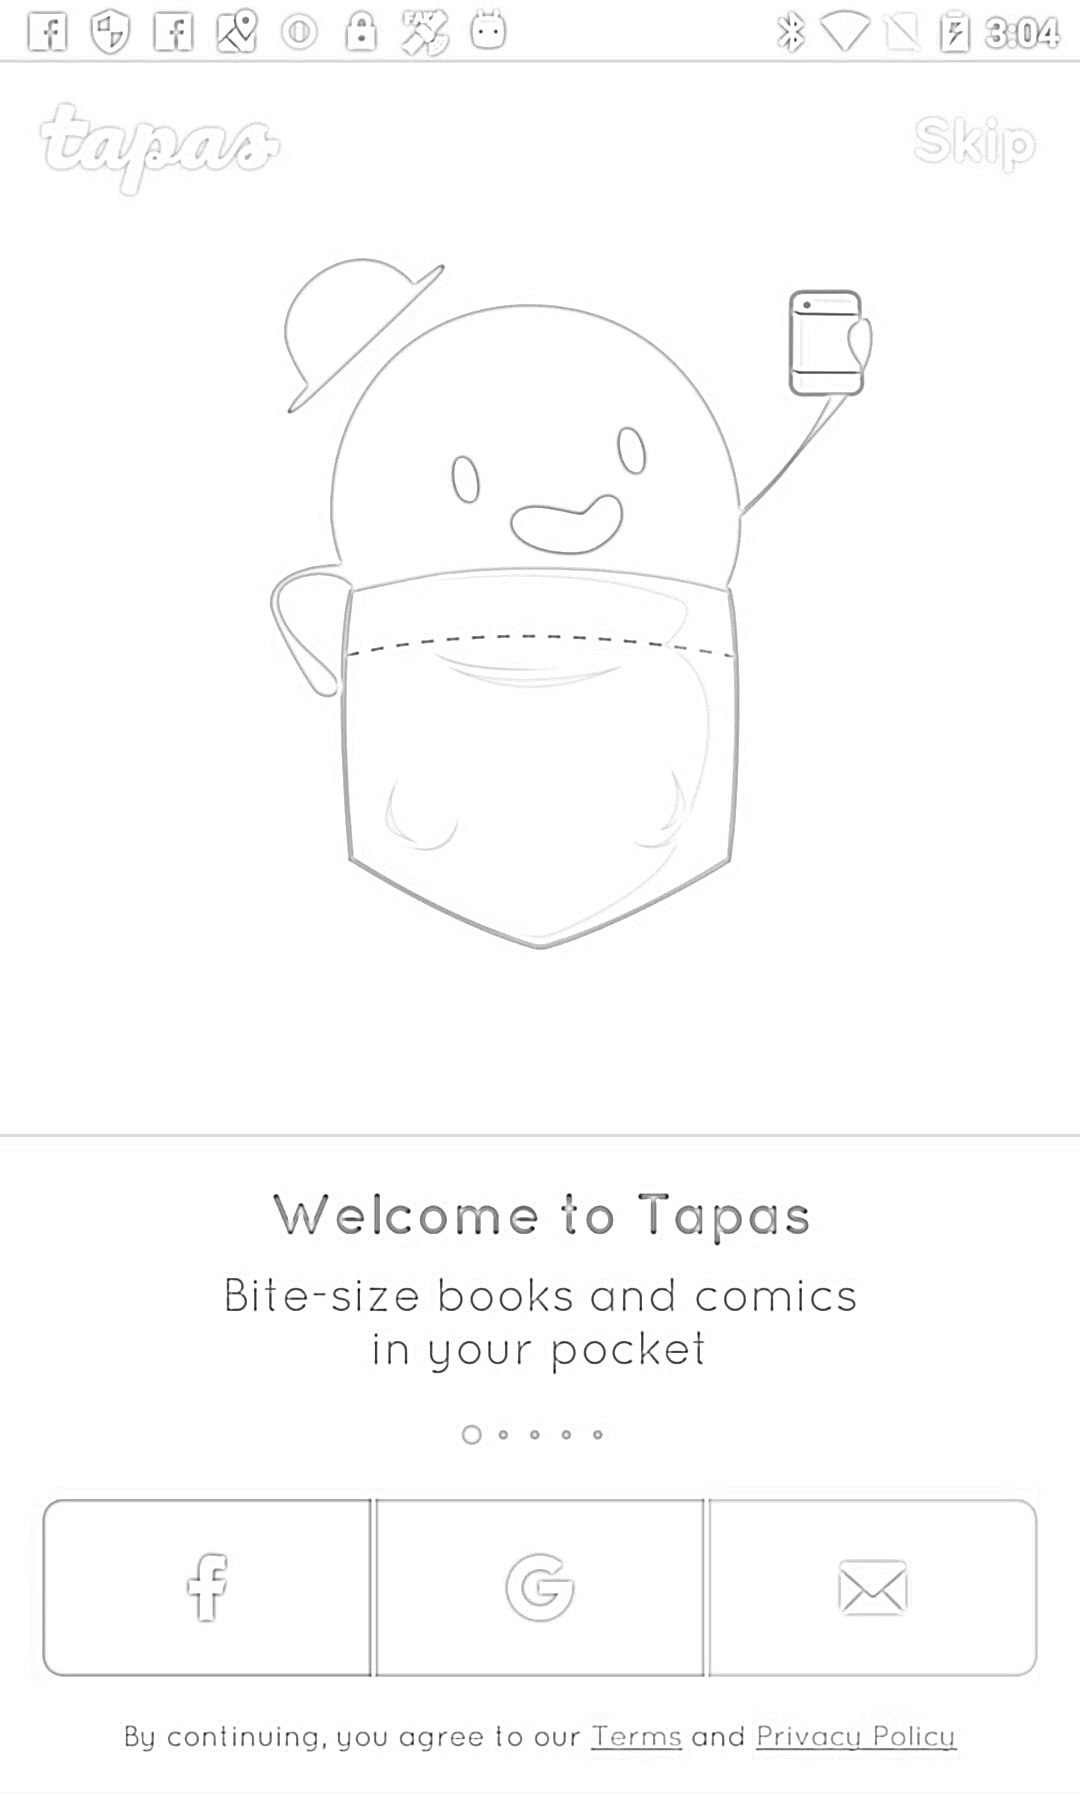 3:04
tapas
Skip
Welcome to Tapas
Bite-size books and comics
in your pocket
By continuing, you agree to our Terms and Privacy Policy